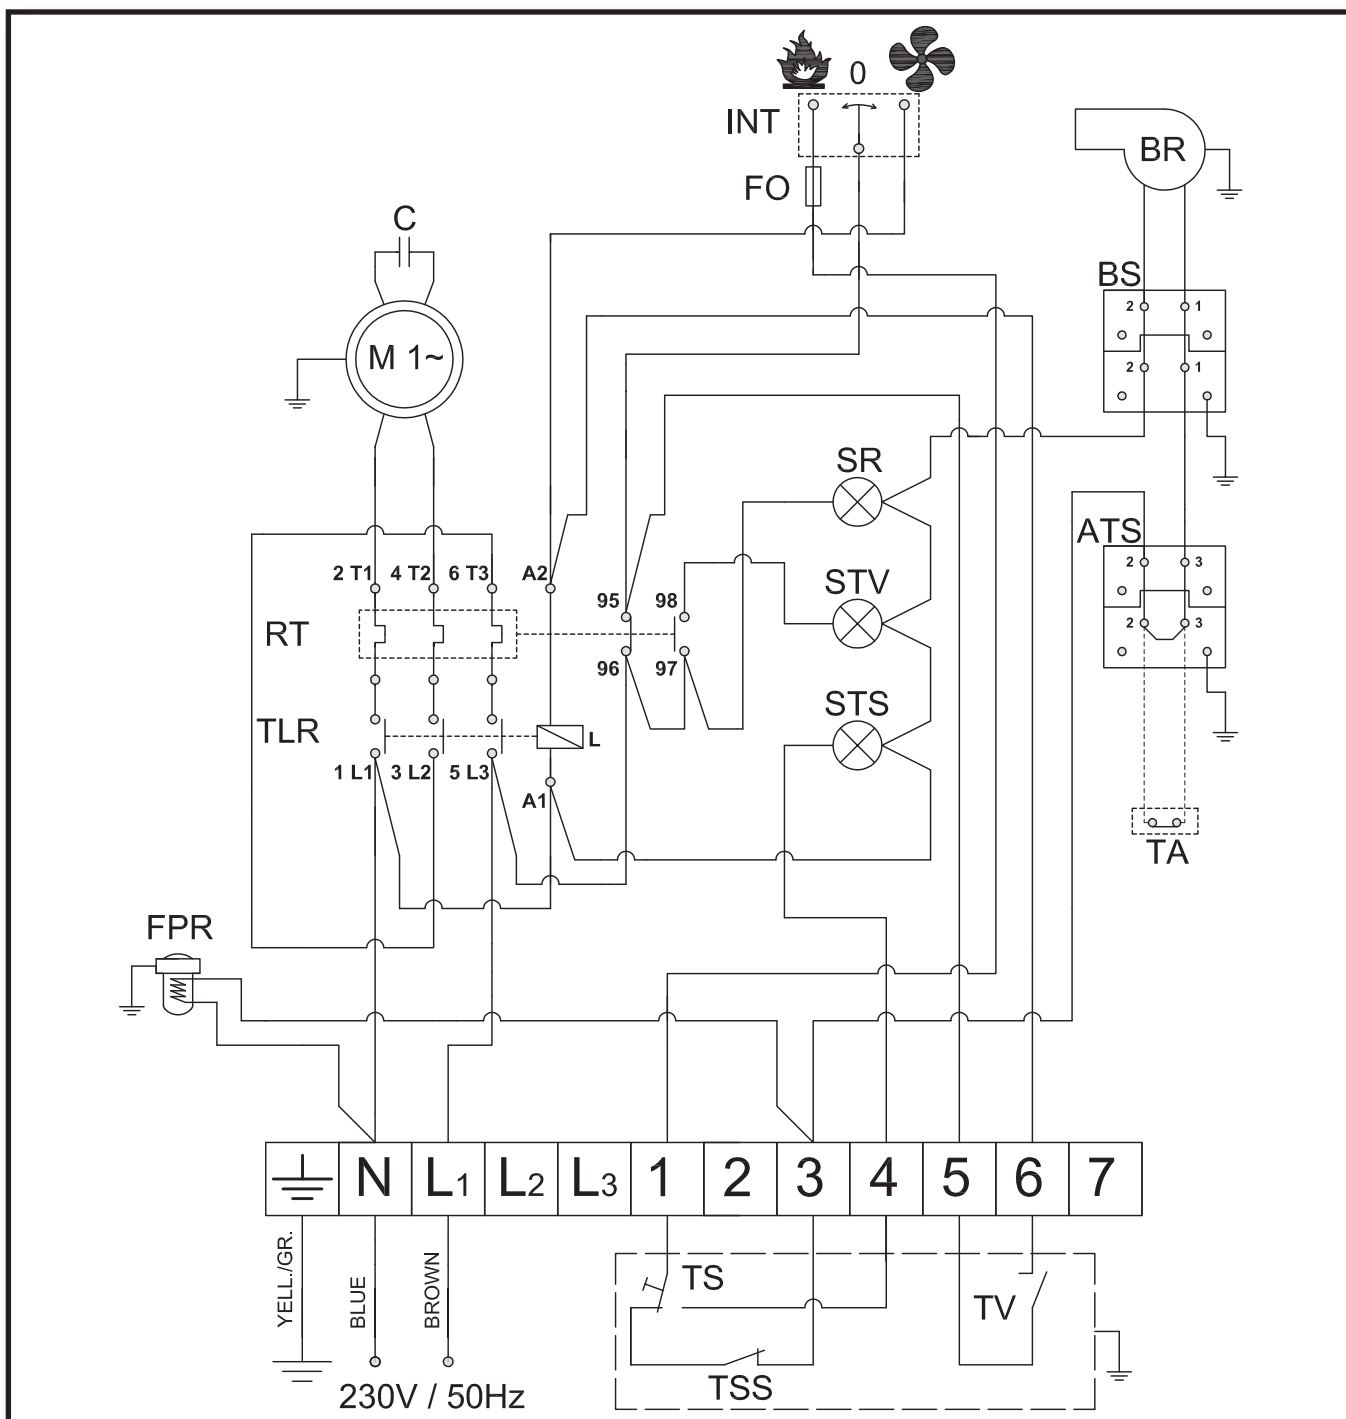 0
INT
FO
BR
C
BS
2 1
2 1
M 1~
SR
ATS
2 3
2 3
2 T1 4 T2 6 T3 A2
95 98
STV
RT
96 97
STS
TLR
L
1 L1 3 L2 5 L3
A1
TA
FPR
N L1 L2 L3 1 2 3 4 5 6 7
YELL./GR.
BLUE
BROWN
TS
TV
TSS
230V / 50Hz